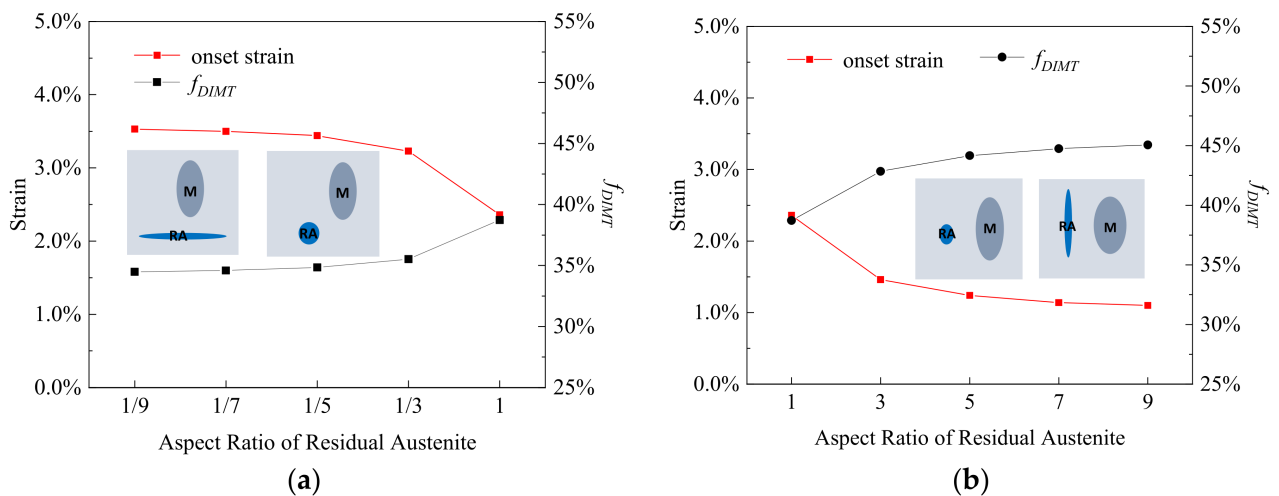 5.0%
4.0%
3.0%
2.0%
1.0%
0.0%
Strain
onset strain
f_DIMT
55%
50%
45%
40%
35%
30%
25%
f_DIMT
M
RA
M
RA
1/9 1/7 1/5 1/3 1
Aspect Ratio of Residual Austenite
(a)
5.0%
4.0%
3.0%
2.0%
1.0%
0.0%
Strain
onset strain f_DIMT
55%
50%
45%
40%
35%
30%
25%
f_DIMT
RA M
RA M
1 3 5 7 9
Aspect Ratio of Residual Austenite
(b)